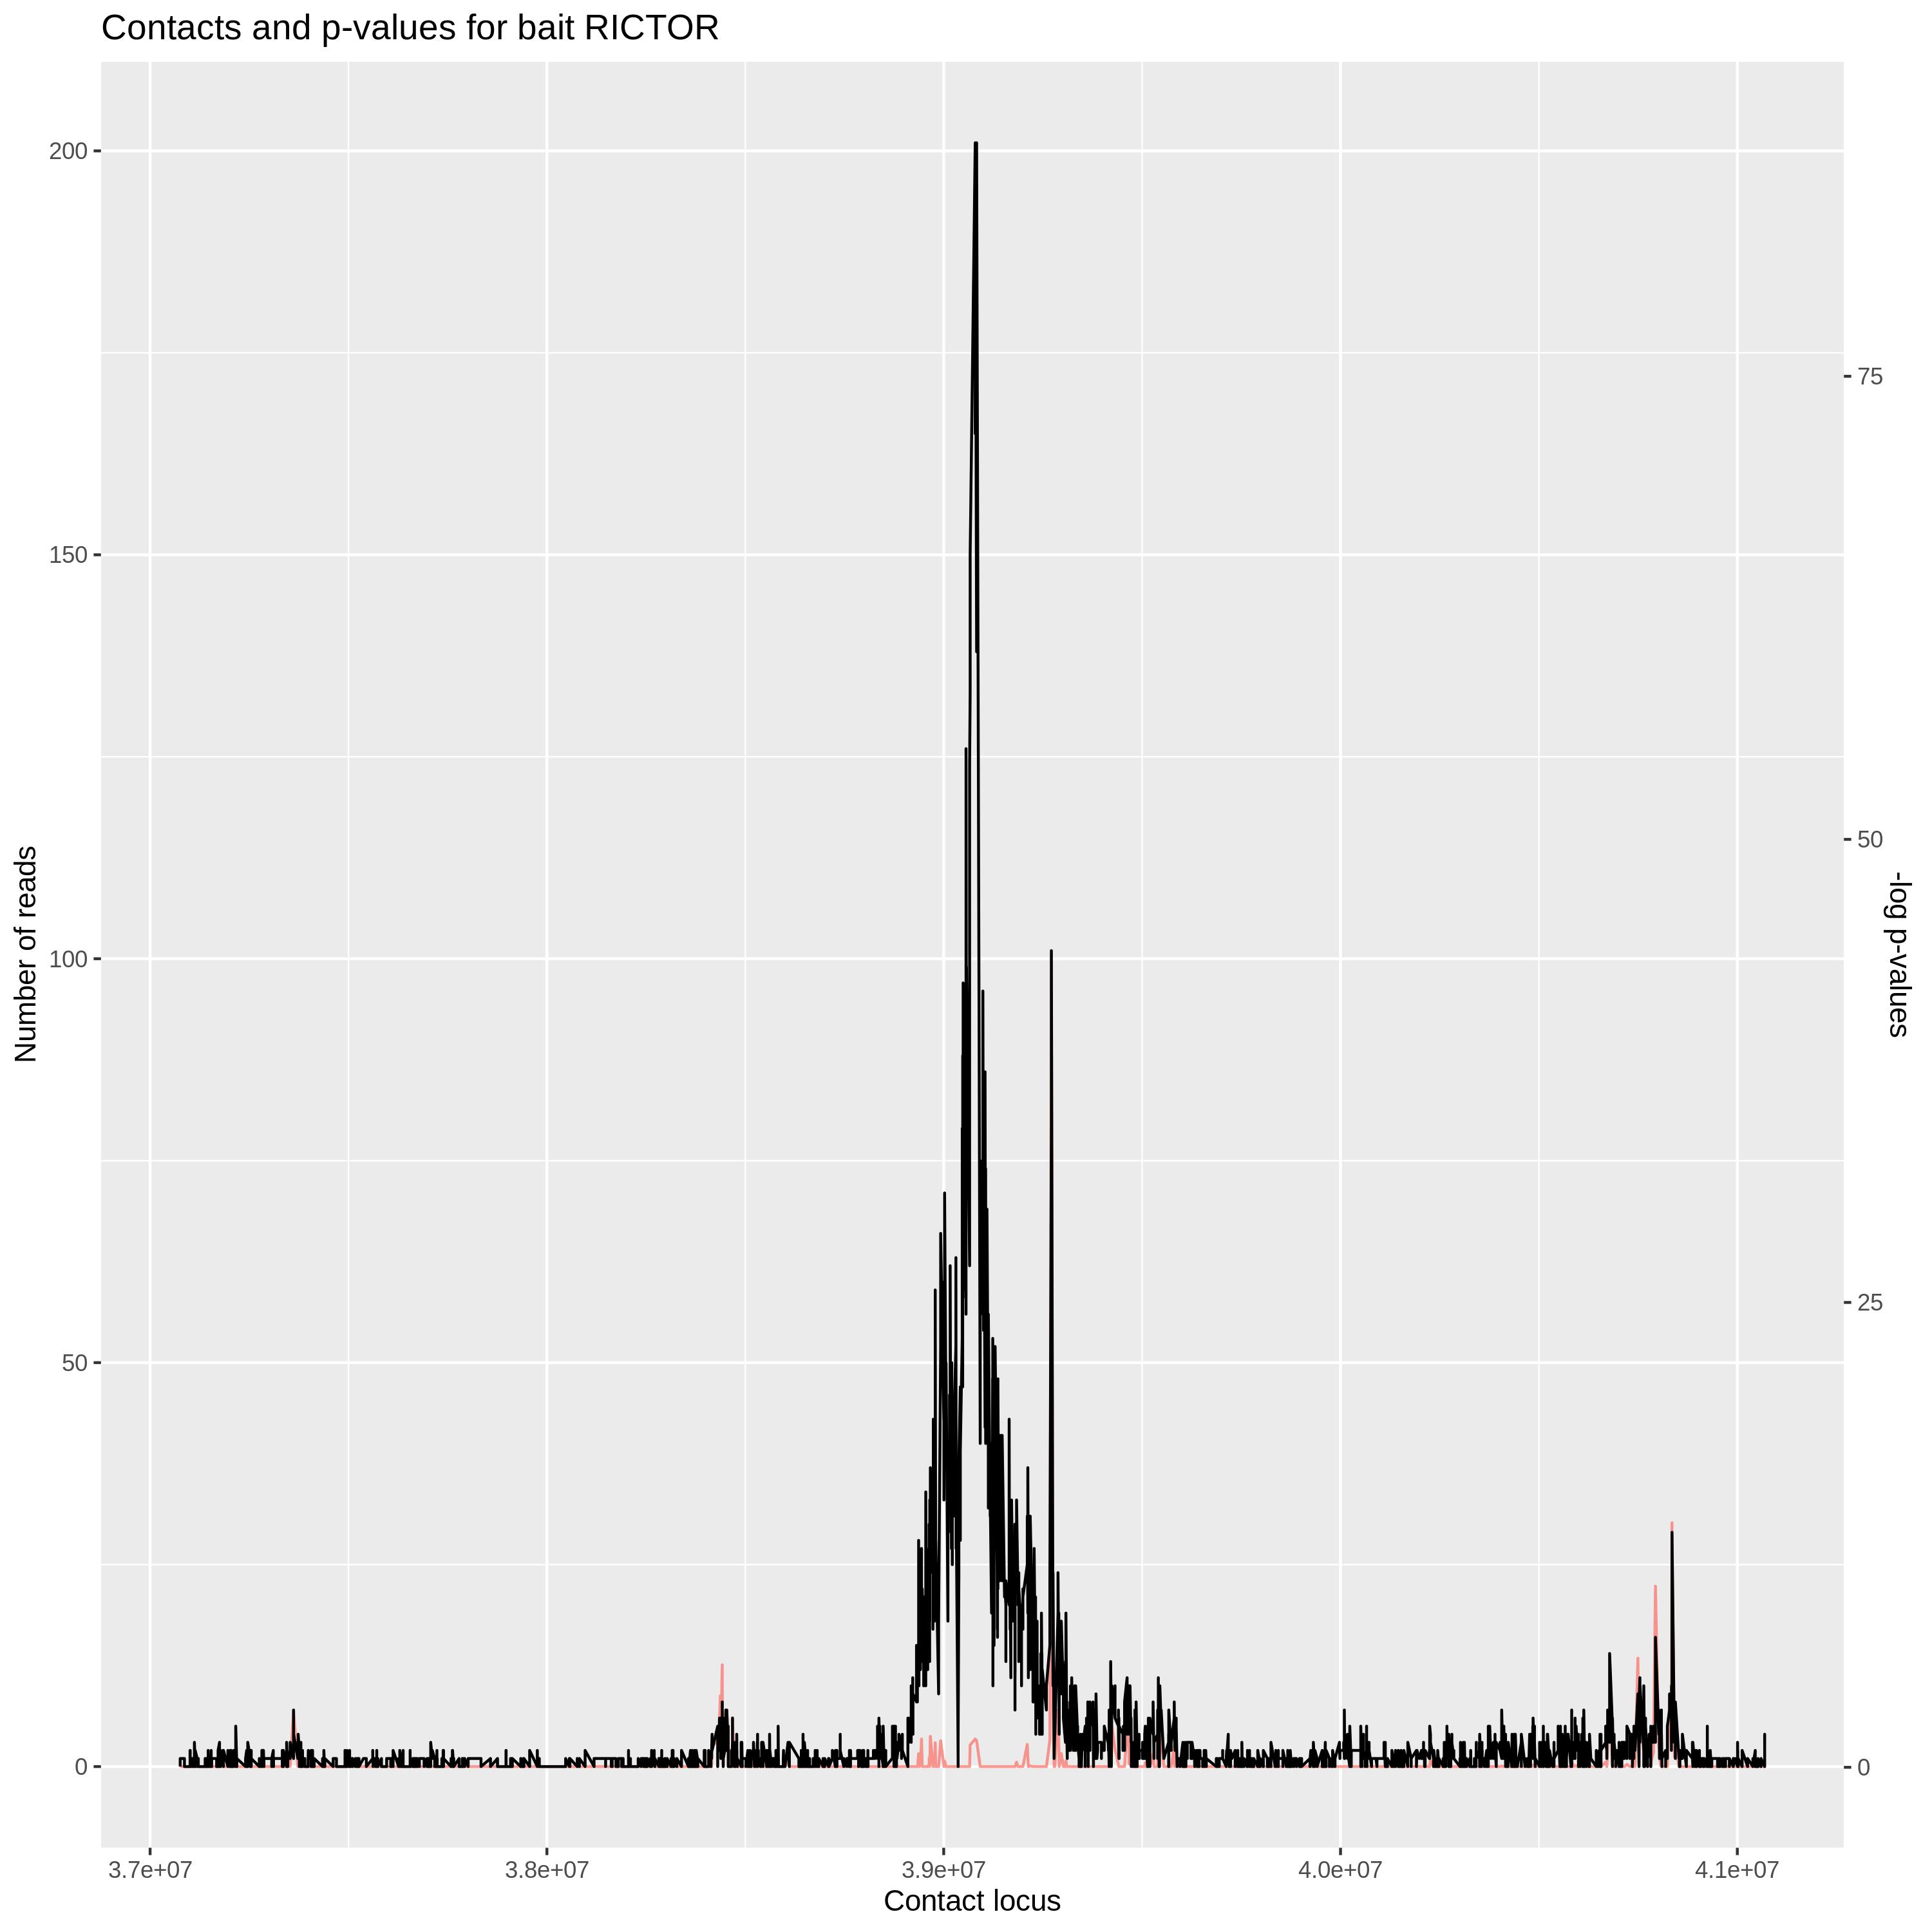 Contacts and p-values for bait RICTOR
200
150
100
50
0
Number of reads
75
50
25
0
-log p-values
3.7e+07 3.8e+07 3.9e+07 4.0e+07 4.1e+07
Contact locus